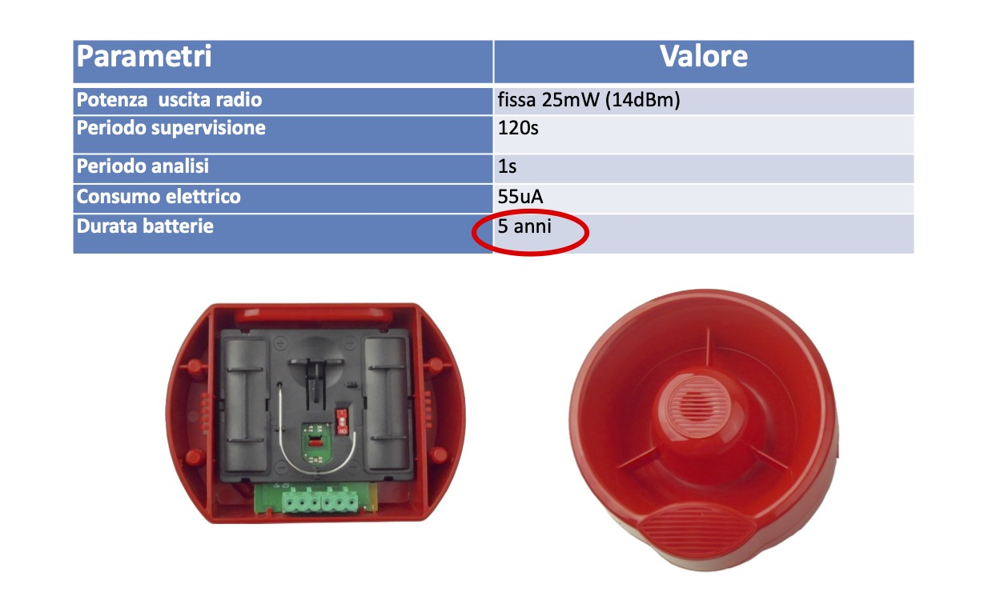 Parametri Valore
Potenza  uscita radio fissa 25mW (14dBm)
Periodo supervisione 120s
Periodo analisi 1s
Consumo elettrico 55uA
Durata batterie 5 anni